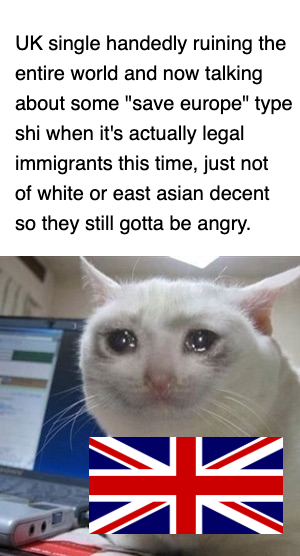 UK single handedly ruining the
entire world and now talking
about some "save europe" type
shi when it's actually legal
immigrants this time, just not
of white or east asian decent
so they still gotta be angry.